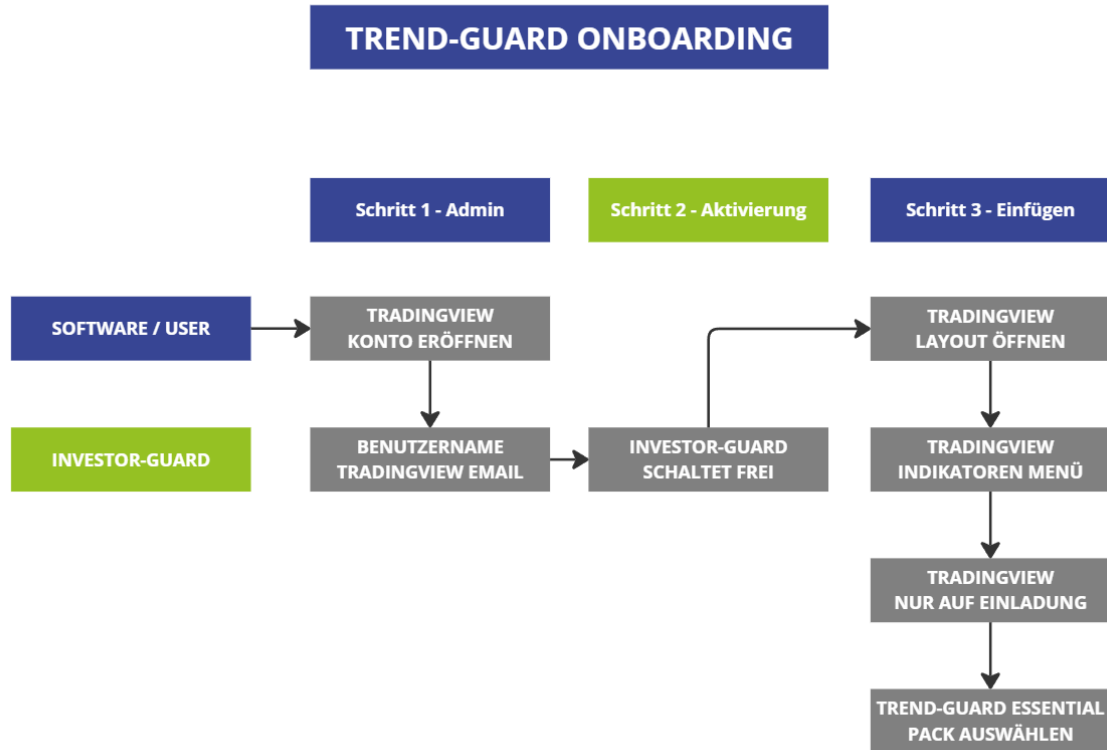 TREND-GUARD ONBOARDING
Schritt 1 - Admin
Schritt 2 - Aktivierung
Schritt 3 - Einfügen
SOFTWARE / USER
TRADINGVIEW
KONTO ERÖFFNEN
TRADINGVIEW
LAYOUT ÖFFNEN
INVESTOR-GUARD
BENUTZERNAME
TRADINGVIEW EMAIL
INVESTOR-GUARD
SCHALTET FREI
TRADINGVIEW
INDIKATOREN MENÜ
TRADINGVIEW
NUR AUF EINLADUNG
TREND-GUARD ESSENTIAL
PACK AUSWÄHLEN